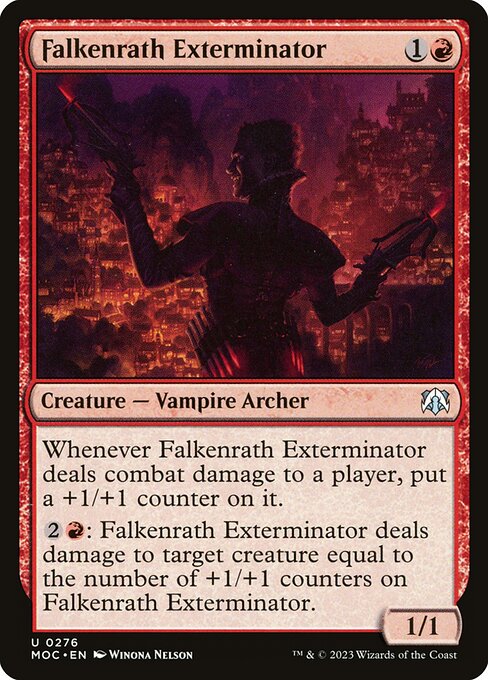 Falkenrath Exterminator 1
Creature — Vampire Archer
Whenever Falkenrath Exterminator
deals combat damage to a player, put
a +1/+1 counter on it.
2 : Falkenrath Exterminator deals
damage to target creature equal to
the number of +1/+1 counters on
Falkenrath Exterminator.
1/1
U 0276
MOC • EN Winona Nelson
™ & © 2023 Wizards of the Coast